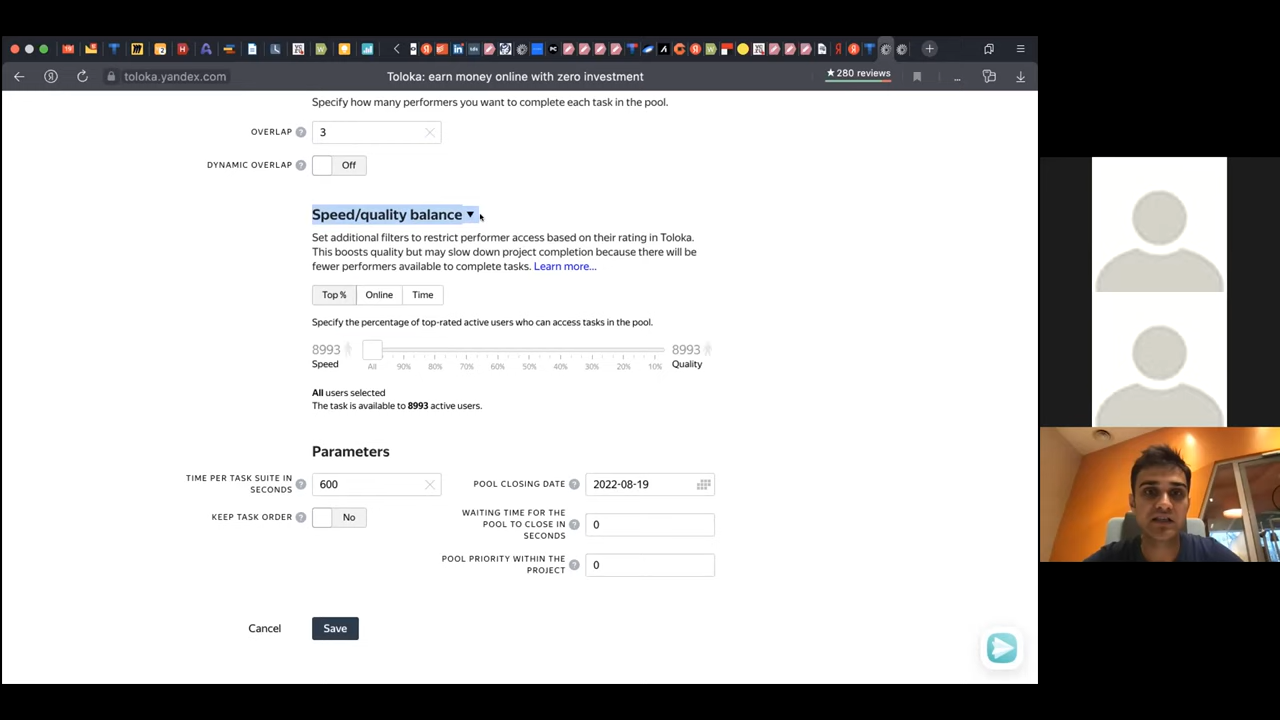 toloka.yandex.com
Toloka: earn money online with zero investment
★ 280 reviews
...
Specify how many performers you want to complete each task in the pool.
OVERLAP ?
3
DYNAMIC OVERLAP ?
Off
Speed/quality balance ▼
Set additional filters to restrict performer access based on their rating in Toloka.
This boosts quality but may slow down project completion because there will be
fewer performers available to complete tasks. Learn more...
Top % Online Time
Specify the percentage of top-rated active users who can access tasks in the pool.
8993
Speed
All 90% 80% 70% 60% 50% 40% 30% 20% 10%
8993
Quality
All users selected
The task is available to 8993 active users.
Parameters
TIME PER TASK SUITE IN
SECONDS ?
600
POOL CLOSING DATE ?
2022-08-19
KEEP TASK ORDER ?
No
WAITING TIME FOR THE
POOL TO CLOSE IN
SECONDS ?
0
POOL PRIORITY WITHIN THE
PROJECT ?
0
Cancel
Save